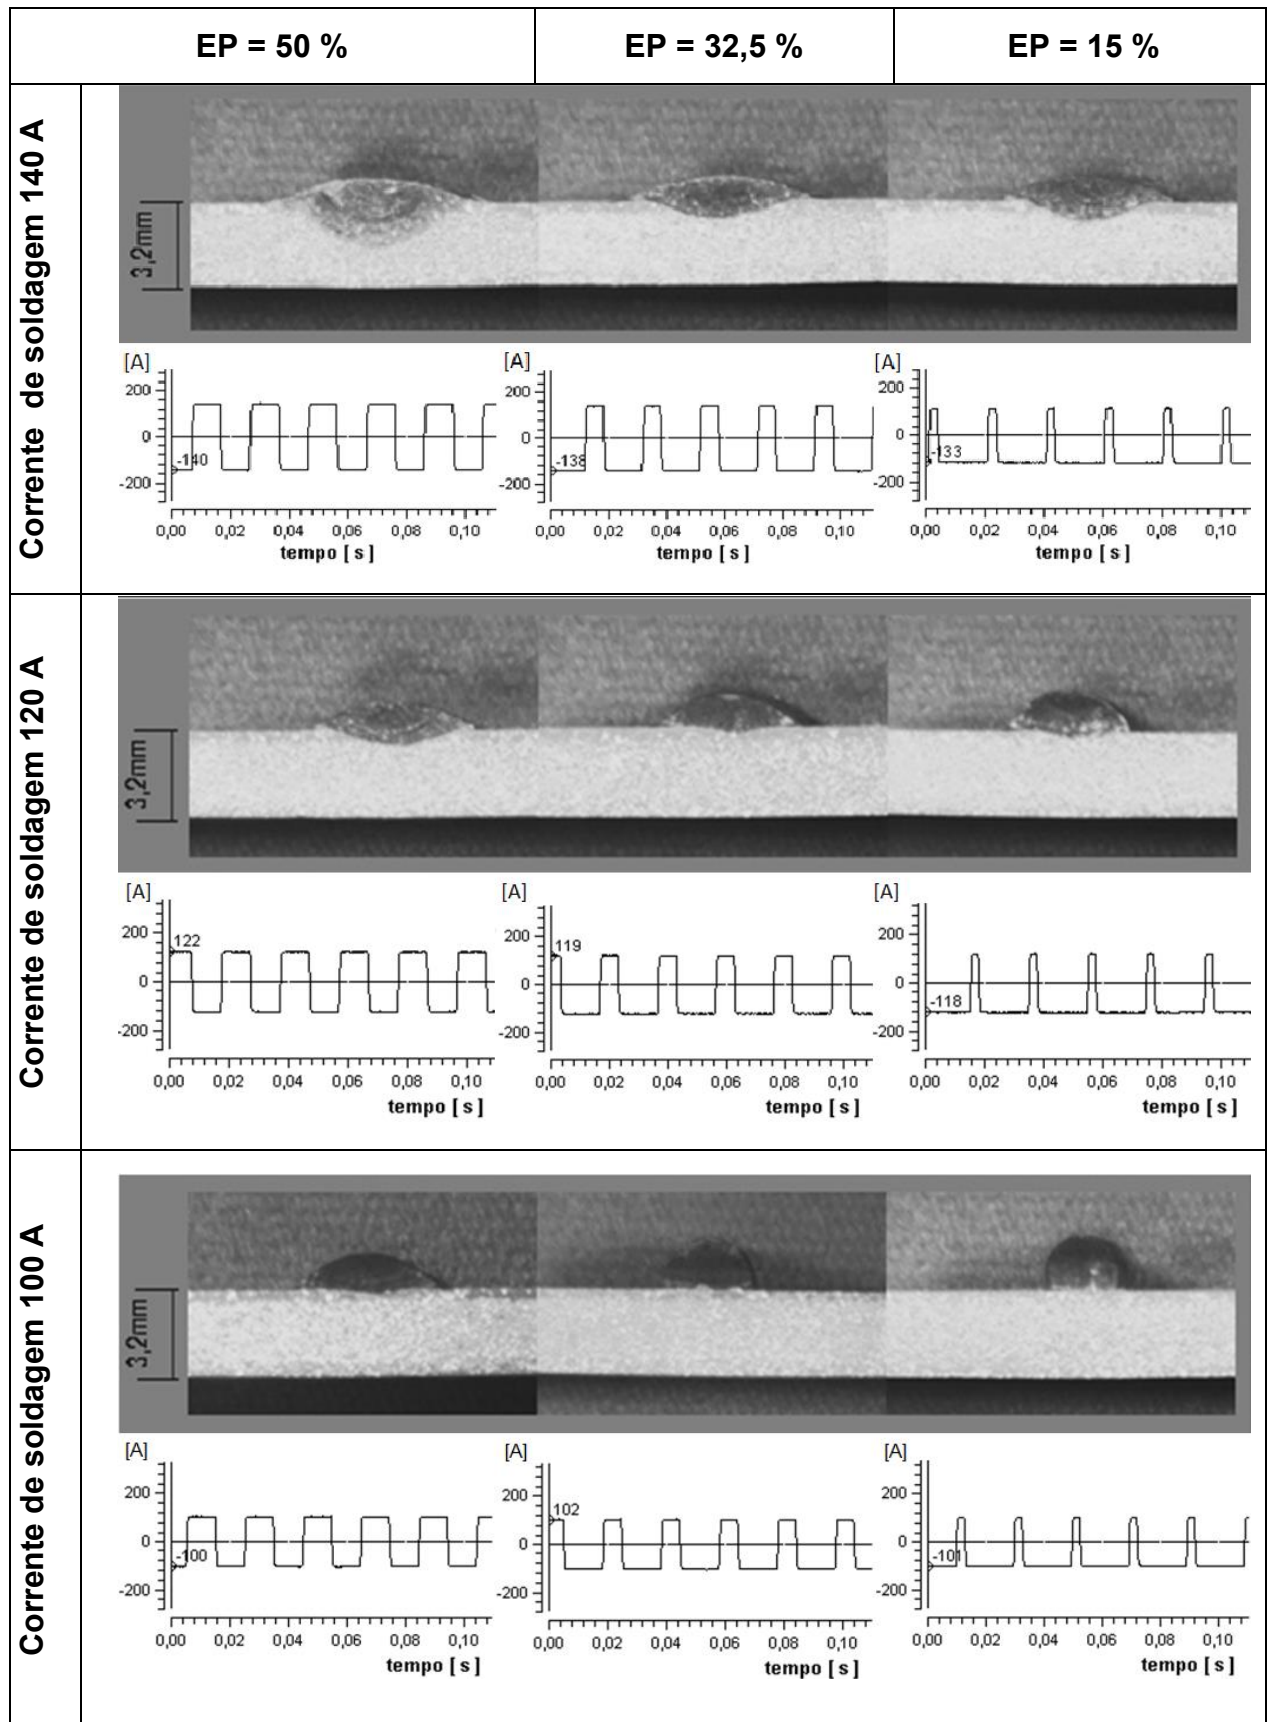 EP = 50 %
EP = 32,5 %
EP = 15 %
Corrente de soldagem 140 A
3,2mm
[A]
[A]
[A]
200
0
-200
-140
200
0
-200
-138
200
0
-200
-133
0,00 0,02 0,04 0,06 0,08 0,10
0,00 0,02 0,04 0,06 0,08 0,10
0,00 0,02 0,04 0,06 0,08 0,10
tempo [ s ]
tempo [ s ]
tempo [ s ]
Corrente de soldagem 120 A
3,2mm
[A]
[A]
[A]
200
0
-200
122
200
0
-200
119
200
0
-200
-118
0,00 0,02 0,04 0,06 0,08 0,10
0,00 0,02 0,04 0,06 0,08 0,10
0,00 0,02 0,04 0,06 0,08 0,10
tempo [ s ]
tempo [ s ]
tempo [ s ]
Corrente de soldagem 100 A
3,2mm
[A]
[A]
[A]
200
0
-200
-100
200
0
-200
102
200
0
-200
-101
0,00 0,02 0,04 0,06 0,08 0,10
0,00 0,02 0,04 0,06 0,08 0,10
0,00 0,02 0,04 0,06 0,08 0,10
tempo [ s ]
tempo [ s ]
tempo [ s ]